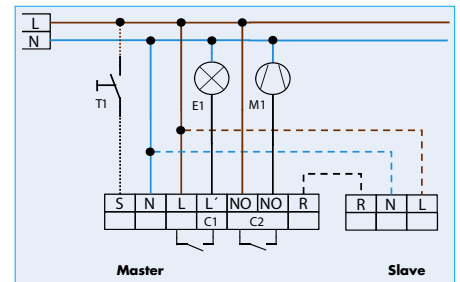 L
N
T1
E1
M1
S N L L´ NO NO R
R N L
C1 C2
Master Slave